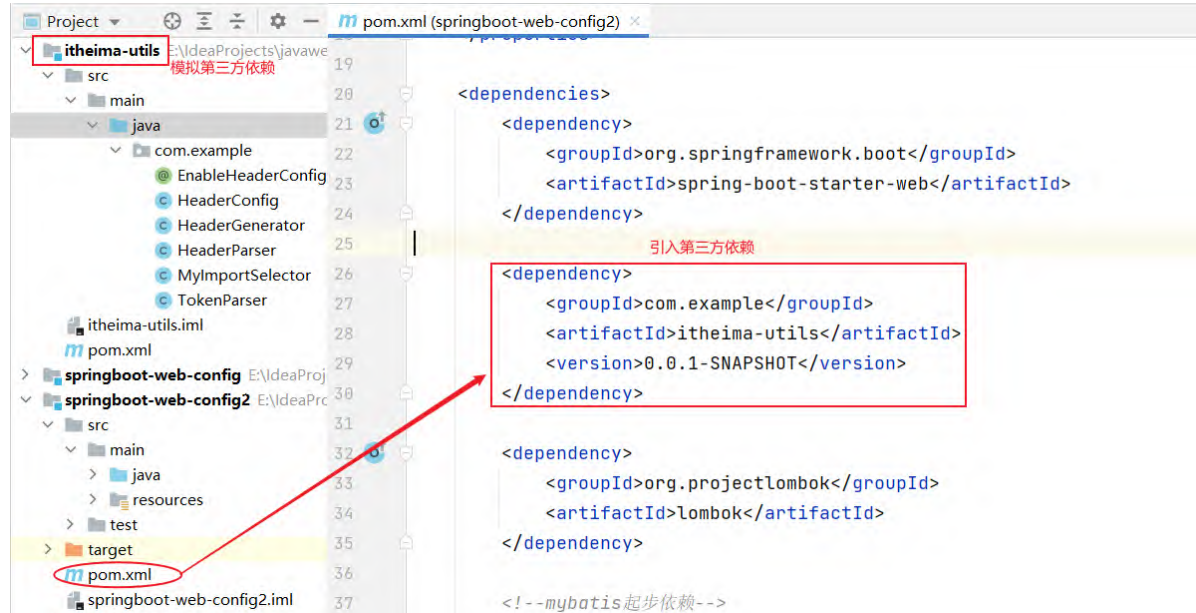 Project
pom.xml (springboot-web-config2)
itheima-utils E:\IdeaProjects\javawe
模拟第三方依赖
src
main
java
com.example
EnableHeaderConfig
HeaderConfig
HeaderGenerator
HeaderParser
MyImportSelector
TokenParser
itheima-utils.iml
pom.xml
springboot-web-config E:\IdeaProj
springboot-web-config2 E:\IdeaPro
src
main
java
resources
test
target
pom.xml
springboot-web-config2.iml
18 </properties>
19
20 <dependencies>
21 <dependency>
22 <groupId>org.springframework.boot</groupId>
23 <artifactId>spring-boot-starter-web</artifactId>
24 </dependency>
25
引入第三方依赖
26 <dependency>
27 <groupId>com.example</groupId>
28 <artifactId>itheima-utils</artifactId>
29 <version>0.0.1-SNAPSHOT</version>
30 </dependency>
31
32 <dependency>
33 <groupId>org.projectlombok</groupId>
34 <artifactId>lombok</artifactId>
35 </dependency>
36
37 <!--mybatis起步依赖-->